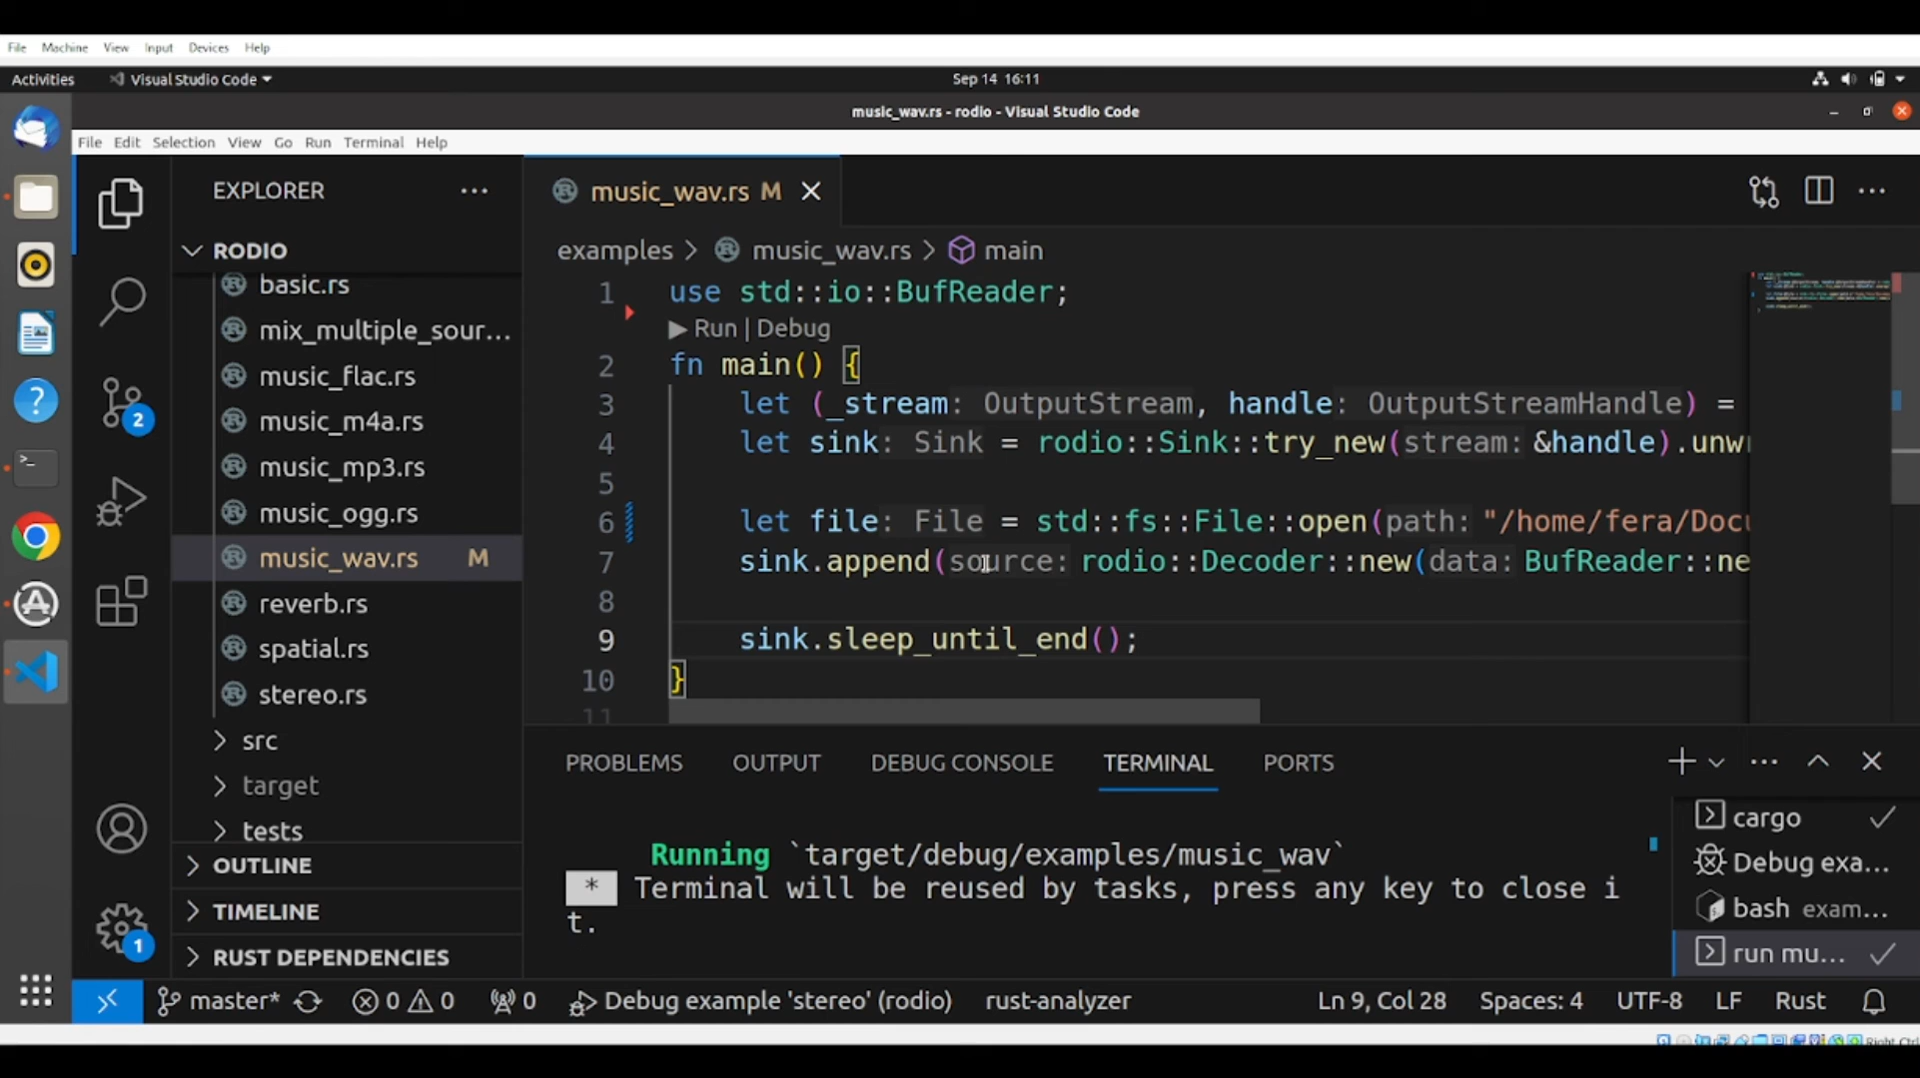 File Machine View Input Devices Help
Activities Visual Studio Code Sep 14 16:11
music_wav.rs - rodio - Visual Studio Code
File Edit Selection View Go Run Terminal Help
EXPLORER ···
RODIO
basic.rs
mix_multiple_sour...
music_flac.rs
music_m4a.rs
music_mp3.rs
music_ogg.rs
music_wav.rs M
reverb.rs
spatial.rs
stereo.rs
src
target
tests
OUTLINE
TIMELINE
RUST DEPENDENCIES
2
1
music_wav.rs M
examples > music_wav.rs > main
1 use std::io::BufReader;
Run | Debug
2 fn main() {
3 let (_stream: OutputStream, handle: OutputStreamHandle) =
4 let sink: Sink = rodio::Sink::try_new(stream: &handle).unw
5
6 let file: File = std::fs::File::open(path: "/home/fera/Docu
7 sink.append(source: rodio::Decoder::new(data: BufReader::ne
8
9 sink.sleep_until_end();
10 }
11
PROBLEMS OUTPUT DEBUG CONSOLE TERMINAL PORTS
Running `target/debug/examples/music_wav`
* Terminal will be reused by tasks, press any key to close i
t.
cargo
Debug exa...
bash exam...
run mu...
master* 0 0 0 Debug example 'stereo' (rodio) rust-analyzer Ln 9, Col 28 Spaces: 4 UTF-8 LF Rust
Right Ctrl